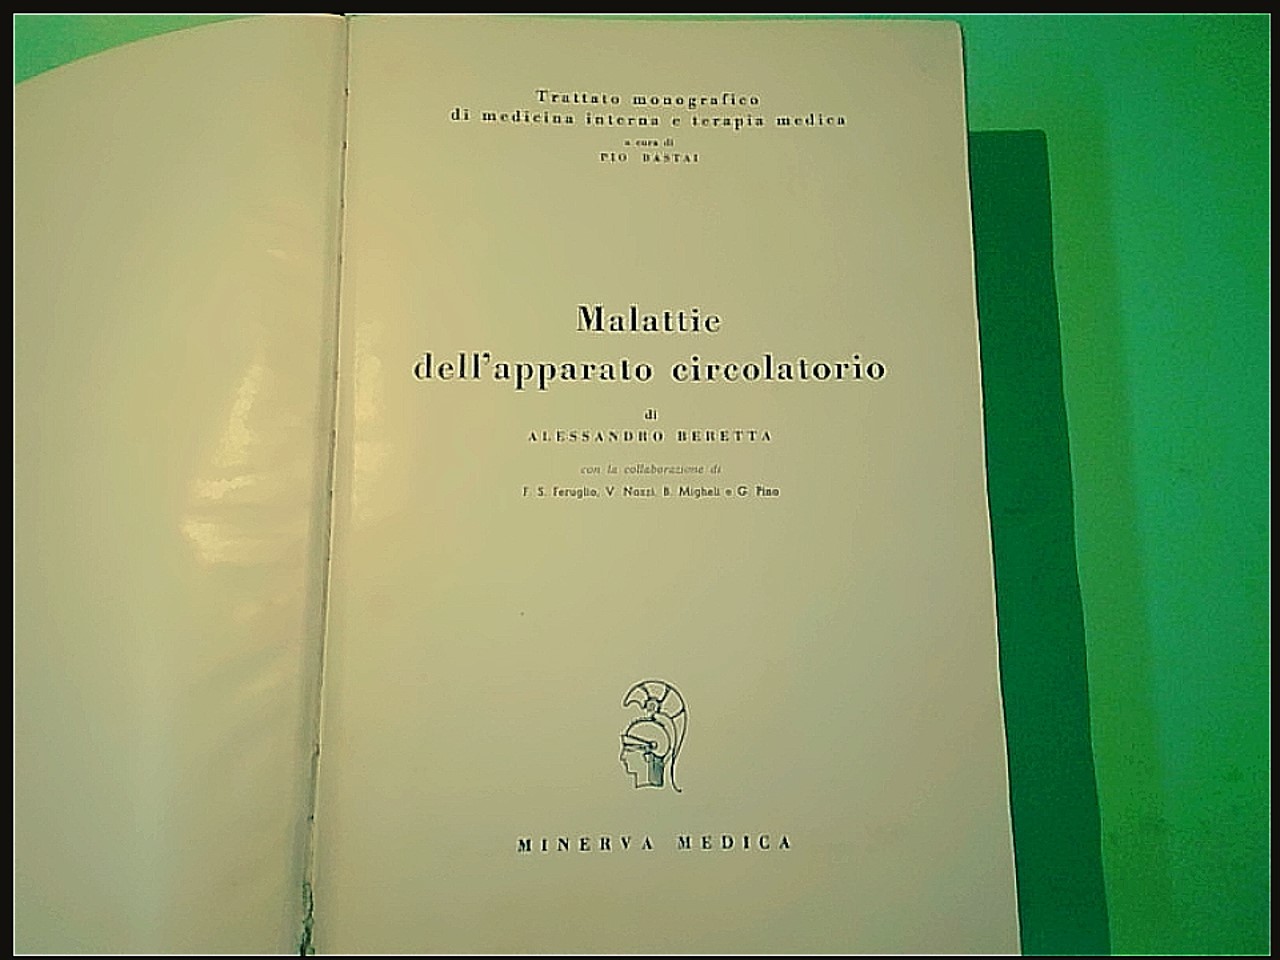 Trattato monografico
di medicina interna e terapia medica
a cura di
PIO BASTAI
Malattie
dell'apparato circolatorio
di
ALESSANDRO BERETTA
con la collaborazione di
F. S. Feruglio, V. Nozzi, B. Migheli e G. Pino
MINERVA MEDICA